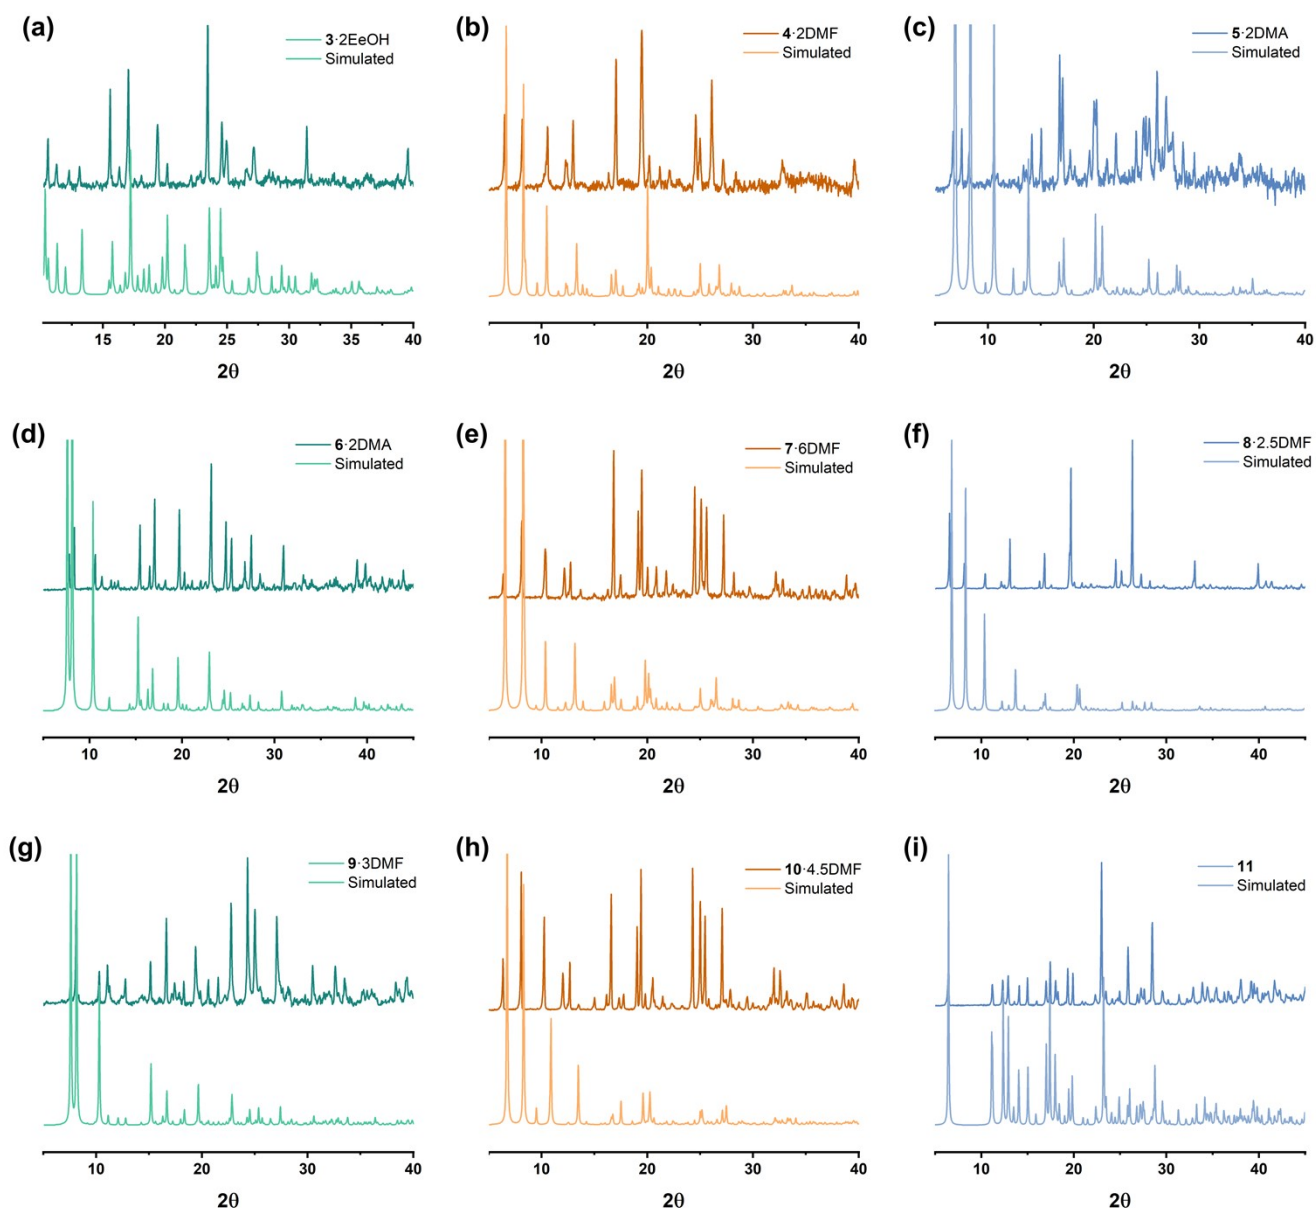 (a)
3·2EeOH
Simulated
15 20 25 30 35 40
2θ
(b)
4·2DMF
Simulated
10 20 30 40
2θ
(c)
5·2DMA
Simulated
10 20 30 40
2θ
(d)
6·2DMA
Simulated
10 20 30 40
2θ
(e)
7·6DMF
Simulated
10 20 30 40
2θ
(f)
8·2.5DMF
Simulated
10 20 30 40
2θ
(g)
9·3DMF
Simulated
10 20 30 40
2θ
(h)
10·4.5DMF
Simulated
10 20 30 40
2θ
(i)
11
Simulated
10 20 30 40
2θ